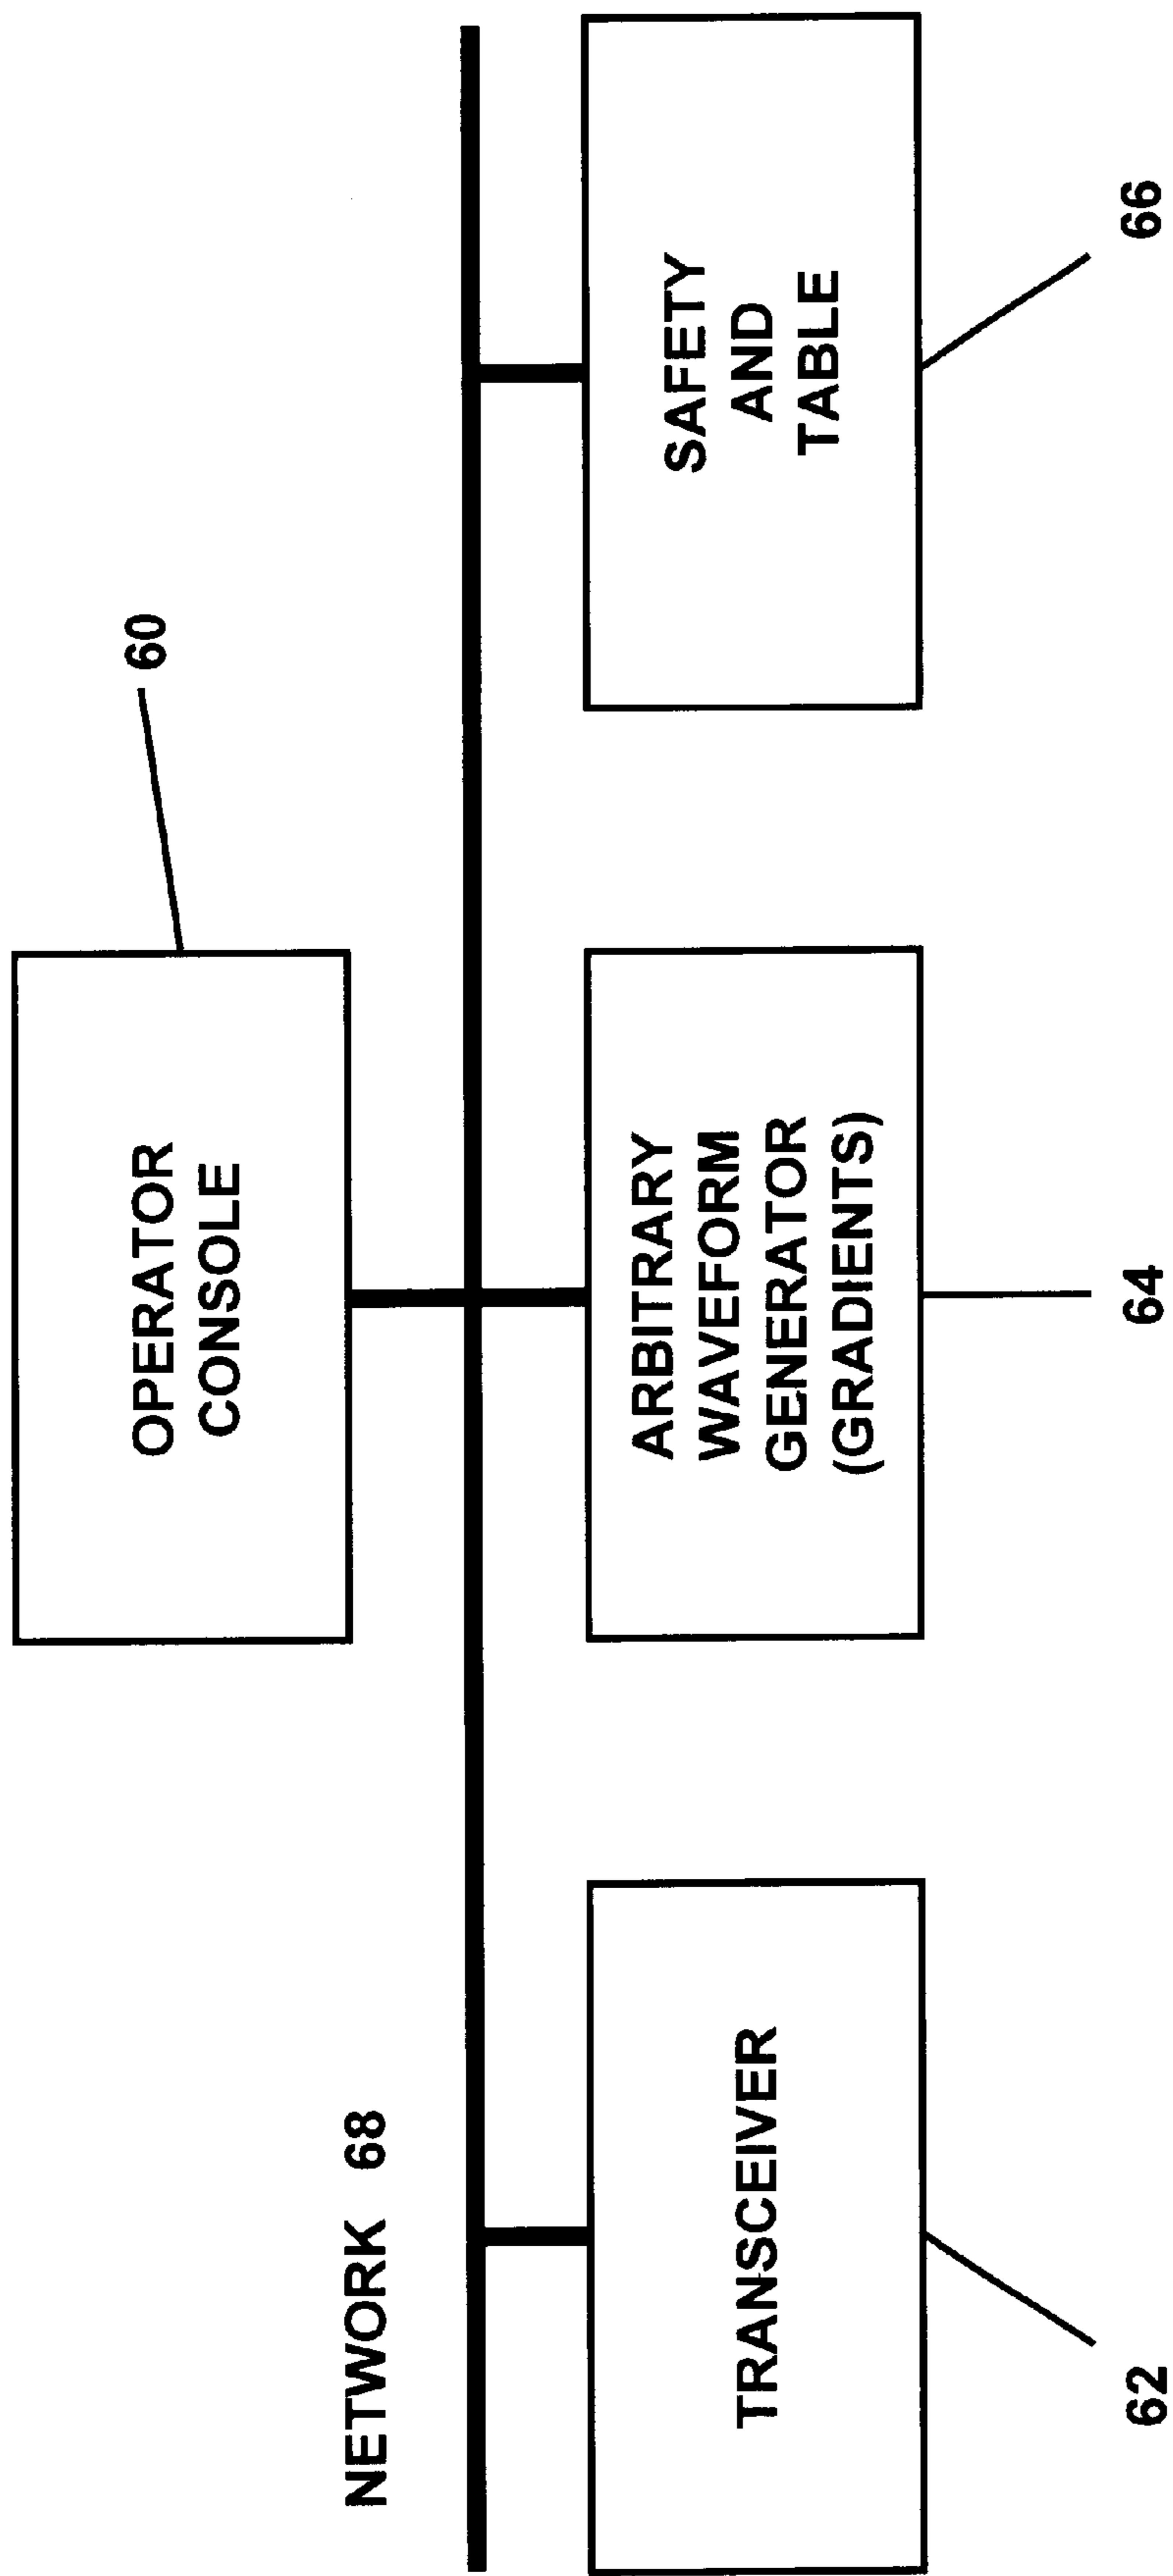 60
OPERATOR
CONSOLE
NETWORK 68
TRANSCEIVER
ARBITRARY
WAVEFORM
GENERATOR
(GRADIENTS)
SAFETY
AND
TABLE
62
64
66